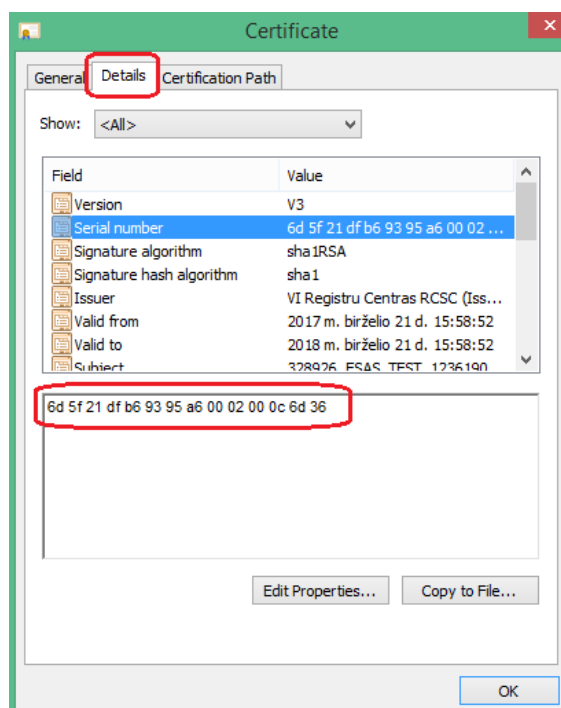 Certificate
General Details Certification Path
Show: <All>
Field Value
Version V3
Serial number 6d 5f 21 df b6 93 95 a6 00 02 ...
Signature algorithm sha1RSA
Signature hash algorithm sha1
Issuer VI Registru Centras RCSC (Iss...
Valid from 2017 m. birželio 21 d. 15:58:52
Valid to 2018 m. birželio 21 d. 15:58:52
Subject 328926, ESAS_TEST_1236190
6d 5f 21 df b6 93 95 a6 00 02 00 0c 6d 36
Edit Properties... Copy to File...
OK